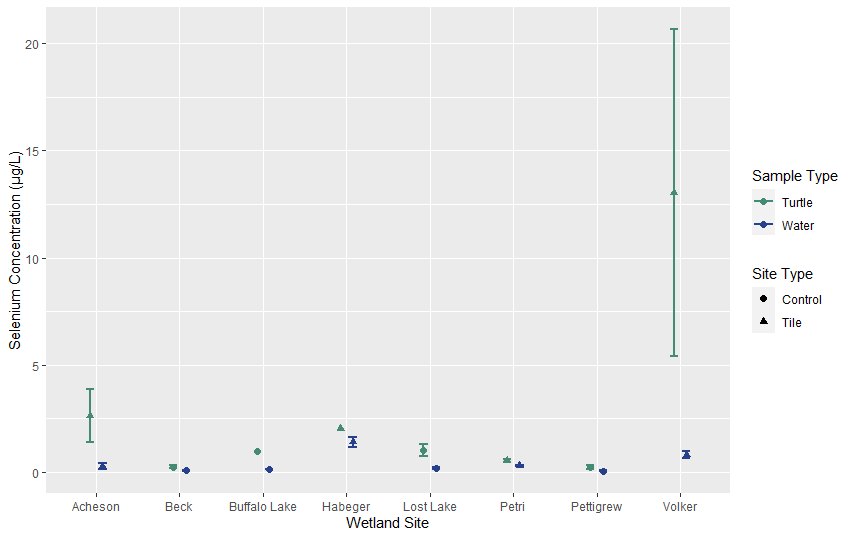 Selenium Concentration (µg/L)
20
15
10
5
0
Acheson Beck Buffalo Lake Habeger Lost Lake Petri Pettigrew Volker
Wetland Site
Sample Type
Turtle
Water
Site Type
Control
Tile